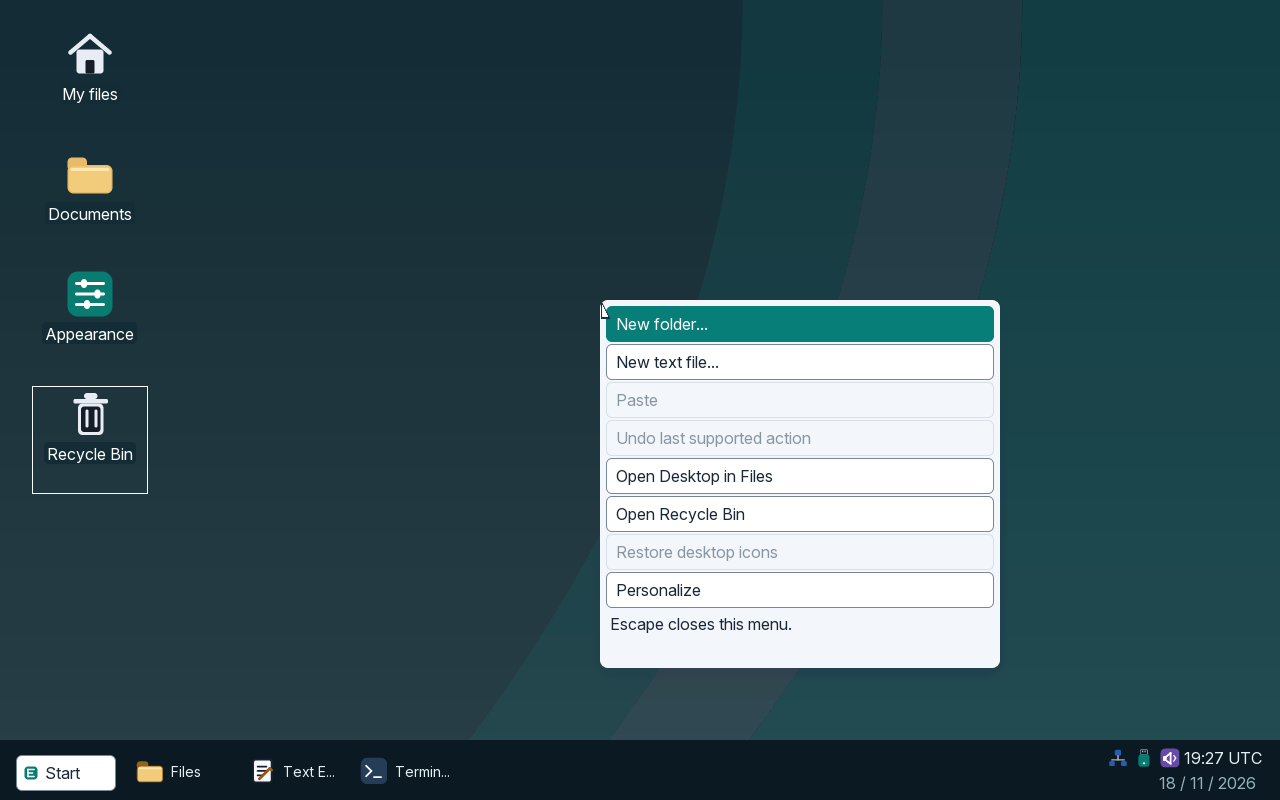 My files
Documents
Appearance
Recycle Bin
New folder...
New text file...
Paste
Undo last supported action
Open Desktop in Files
Open Recycle Bin
Restore desktop icons
Personalize
Escape closes this menu.
Start
Files
Text E...
Termin...
19:27 UTC
18 / 11 / 2026